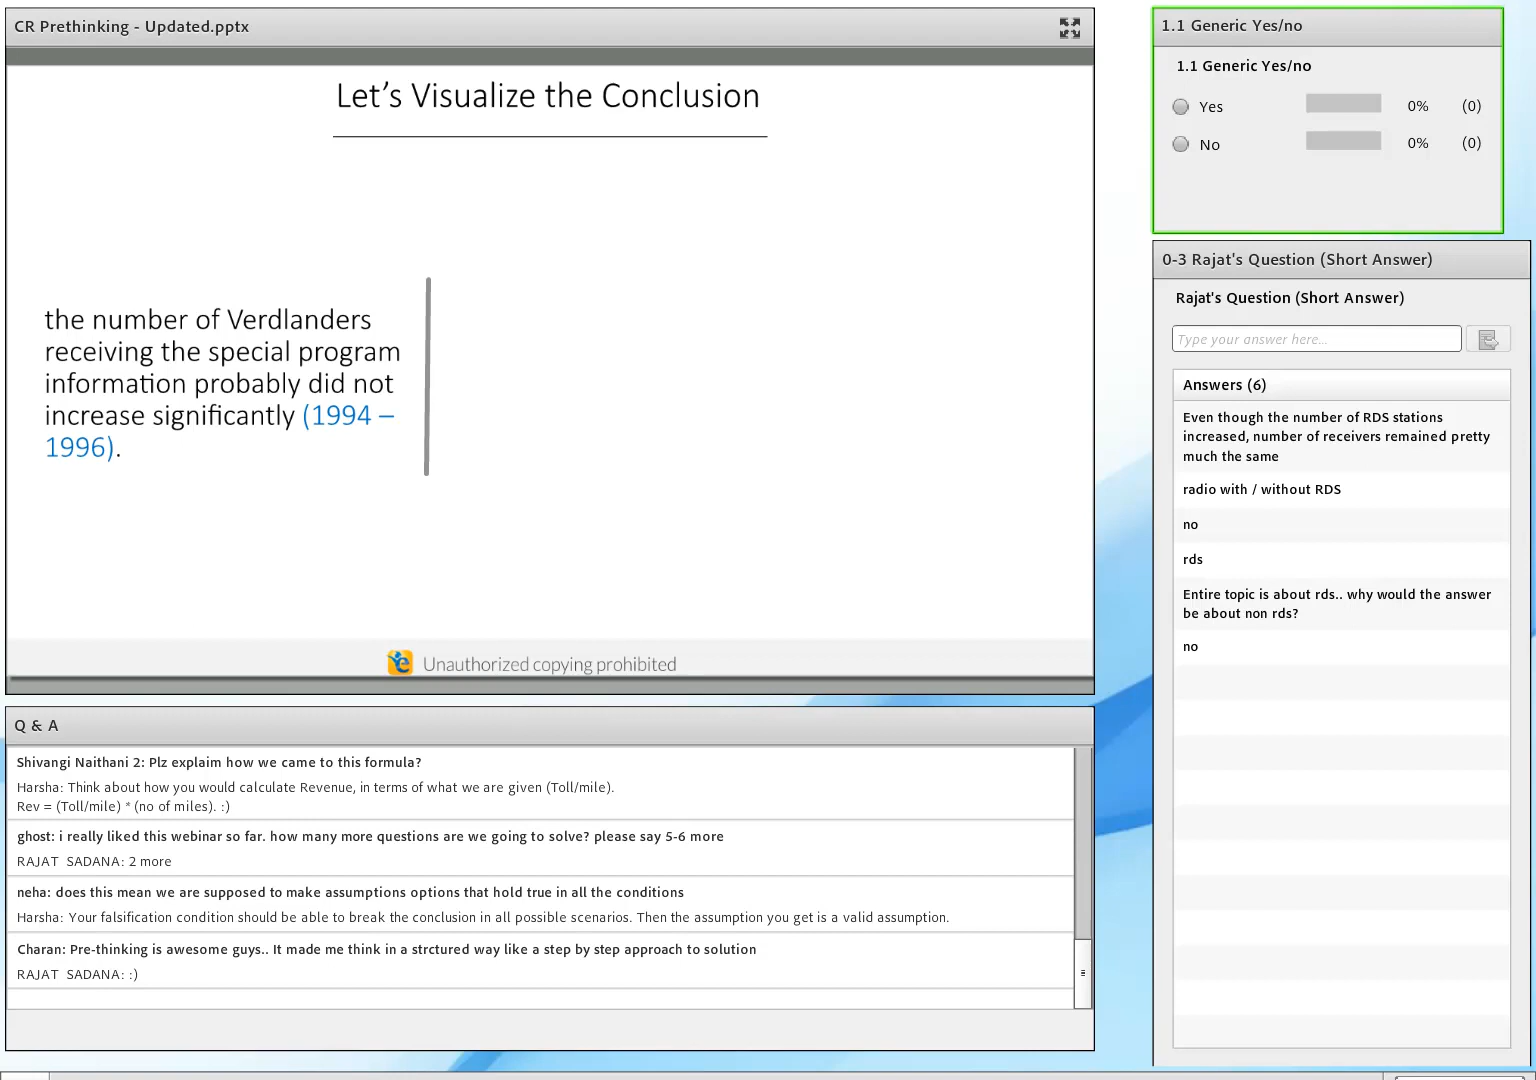 CR Prethinking - Updated.pptx
Let's Visualize the Conclusion
the number of Verdlanders
receiving the special program
information probably did not
increase significantly (1994 –
1996).
Unauthorized copying prohibited
Q & A
Shivangi Naithani 2: Plz explaim how we came to this formula?
Harsha: Think about how you would calculate Revenue, in terms of what we are given (Toll/mile).
Rev = (Toll/mile) * (no of miles). :)
ghost: i really liked this webinar so far. how many more questions are we going to solve? please say 5-6 more
RAJAT SADANA: 2 more
neha: does this mean we are supposed to make assumptions options that hold true in all the conditions
Harsha: Your falsification condition should be able to break the conclusion in all possible scenarios. Then the assumption you get is a valid assumption.
Charan: Pre-thinking is awesome guys.. It made me think in a strctured way like a step by step approach to solution
RAJAT SADANA: :)
1.1 Generic Yes/no
1.1 Generic Yes/no
Yes 0% (0)
No 0% (0)
0-3 Rajat's Question (Short Answer)
Rajat's Question (Short Answer)
Type your answer here...
Answers (6)
Even though the number of RDS stations
increased, number of receivers remained pretty
much the same
radio with / without RDS
no
rds
Entire topic is about rds.. why would the answer
be about non rds?
no